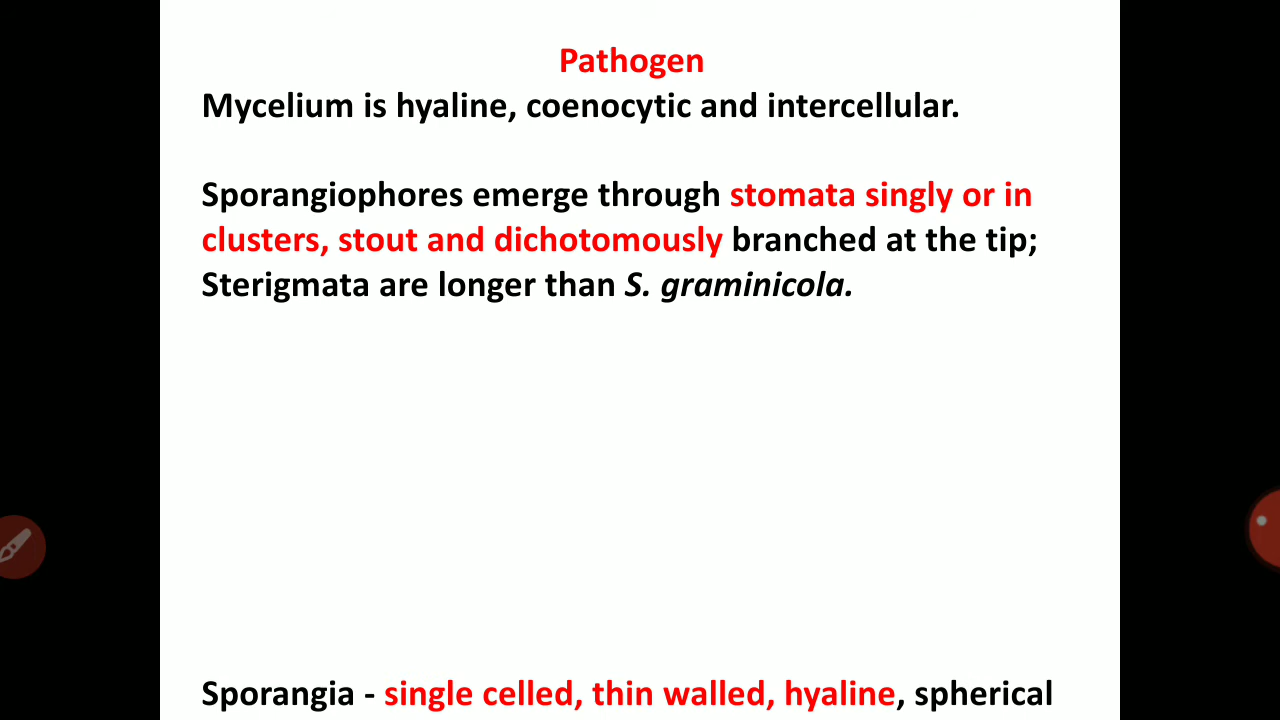 Pathogen
Mycelium is hyaline, coenocytic and intercellular.
Sporangiophores emerge through stomata singly or in
clusters, stout and dichotomously branched at the tip;
Sterigmata are longer than S. graminicola.
Sporangia - single celled, thin walled, hyaline, spherical